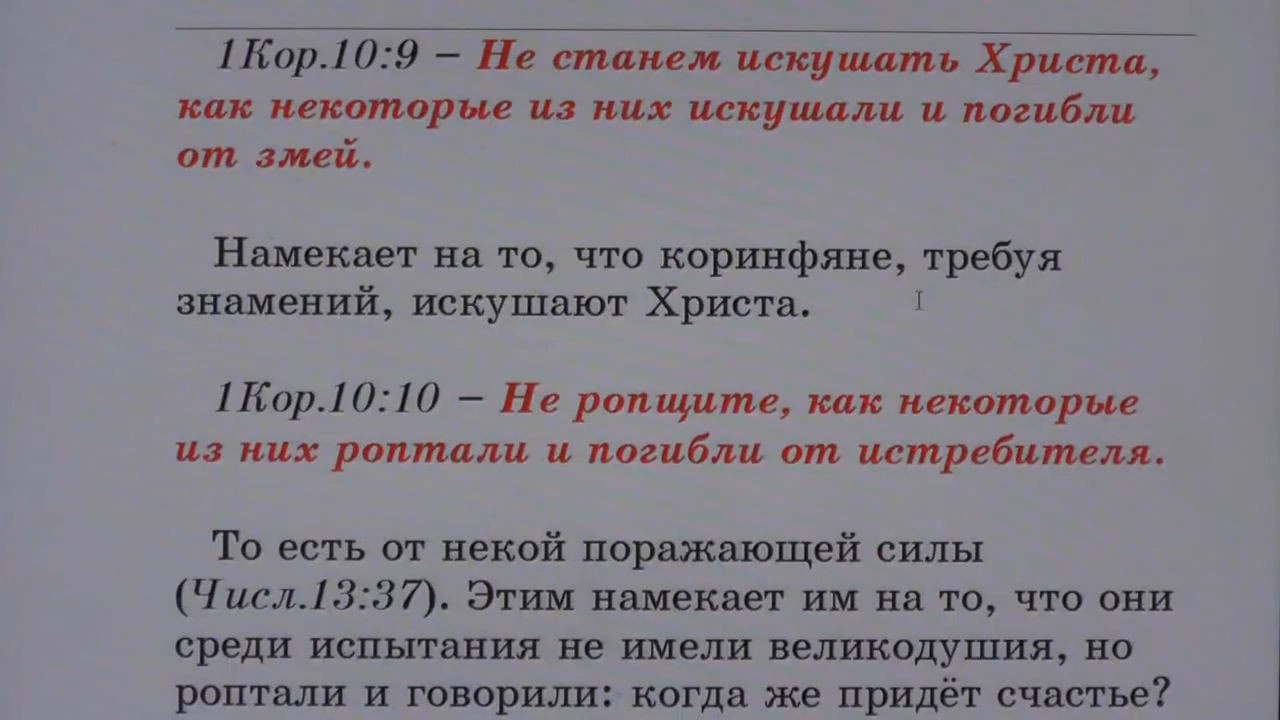 1Кор.10:9 – Не станем искушать Христа,
как некоторые из них искушали и погибли
от змей.
Намекает на то, что коринфяне, требуя
знамений, искушают Христа.
1Кор.10:10 – Не ропщите, как некоторые
из них роптали и погибли от истребителя.
То есть от некой поражающей силы
(Числ.13:37). Этим намекает им на то, что они
среди испытания не имели великодушия, но
роптали и говорили: когда же придёт счастье?